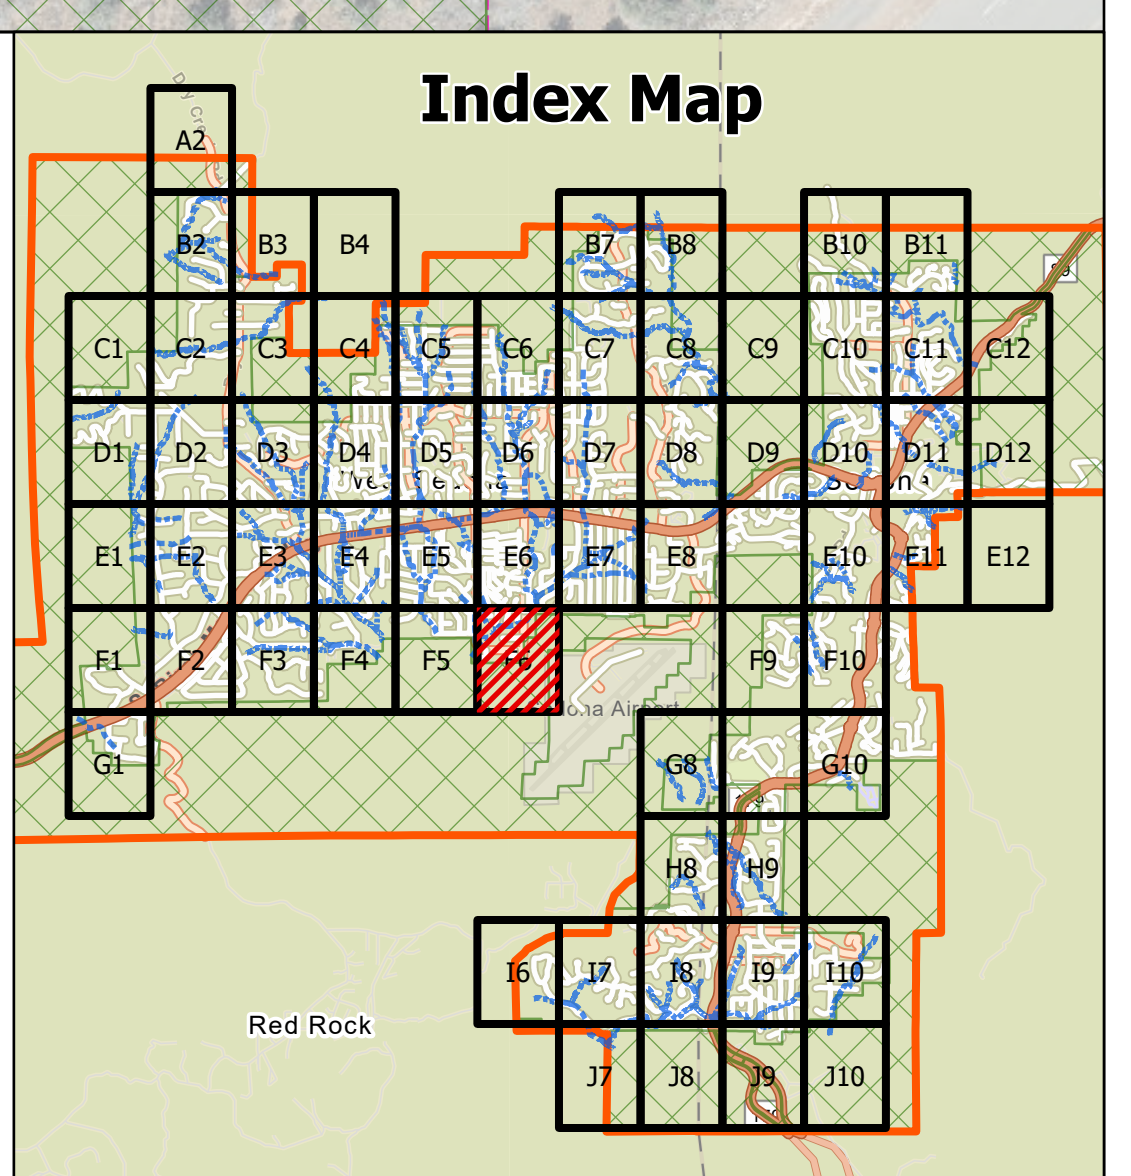 Index Map
A2
B2 B3 B4 B7 B8 B10 B11
C1 C2 C3 C4 C5 C6 C7 C8 C9 C10 C11 C12
D1 D2 D3 D4 D5 D6 D7 D8 D9 D10 D11 D12
E1 E2 E3 E4 E5 E6 E7 E8 E10 E11 E12
F1 F2 F3 F4 F5 F6 F9 F10
G1 G8 G10
H8 H9
I6 I7 I8 I9 I10
Red Rock
J7 J8 J9 J10